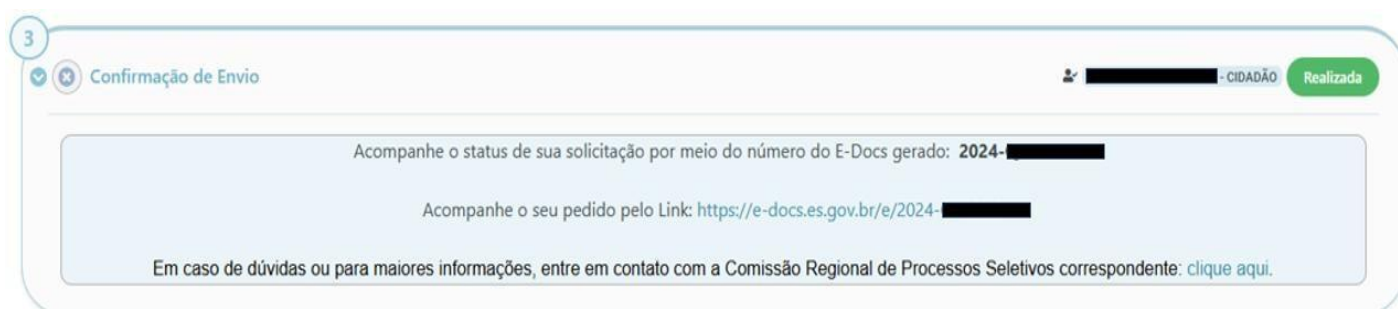 3
Confirmação de Envio
- CIDADÃO
Realizada
Acompanhe o status de sua solicitação por meio do número do E-Docs gerado: 2024-
Acompanhe o seu pedido pelo Link: https://e-docs.es.gov.br/e/2024-
Em caso de dúvidas ou para maiores informações, entre em contato com a Comissão Regional de Processos Seletivos correspondente: clique aqui.